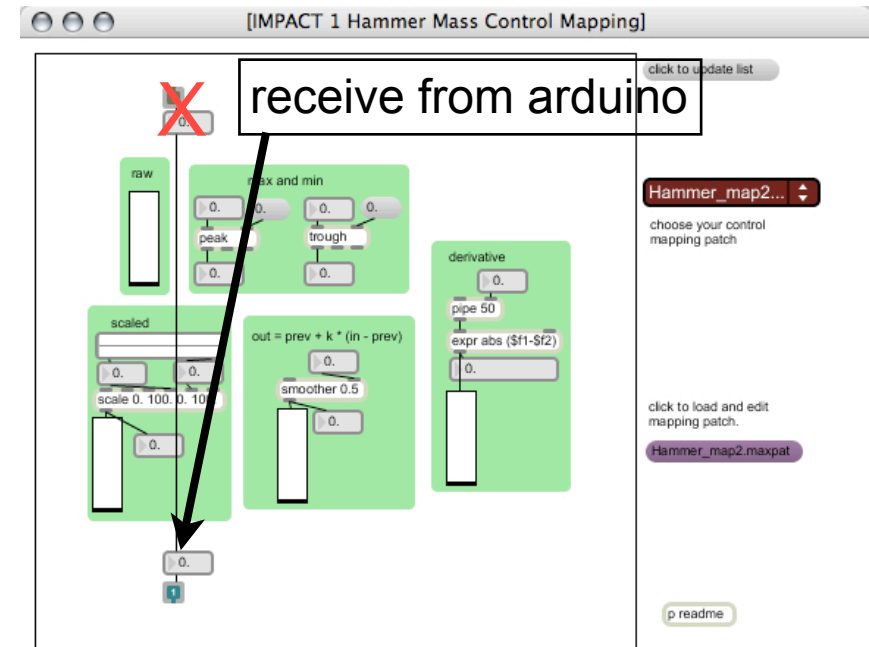 [IMPACT 1 Hammer Mass Control Mapping]
click to update list
X
receive from arduino
0.
raw
max and min
0.
0.
0.
0.
peak
trough
0.
0.
Hammer_map2...
choose your control
mapping patch
derivative
0.
pipe 50
expr abs ($f1-$f2)
0.
scaled
0.
0.
scale 0. 100. 0.
0.
out = prev + k * (in - prev)
0.
smoother 0.5
0.
click to load and edit
mapping patch.
Hammer_map2.maxpat
0.
1
p readme